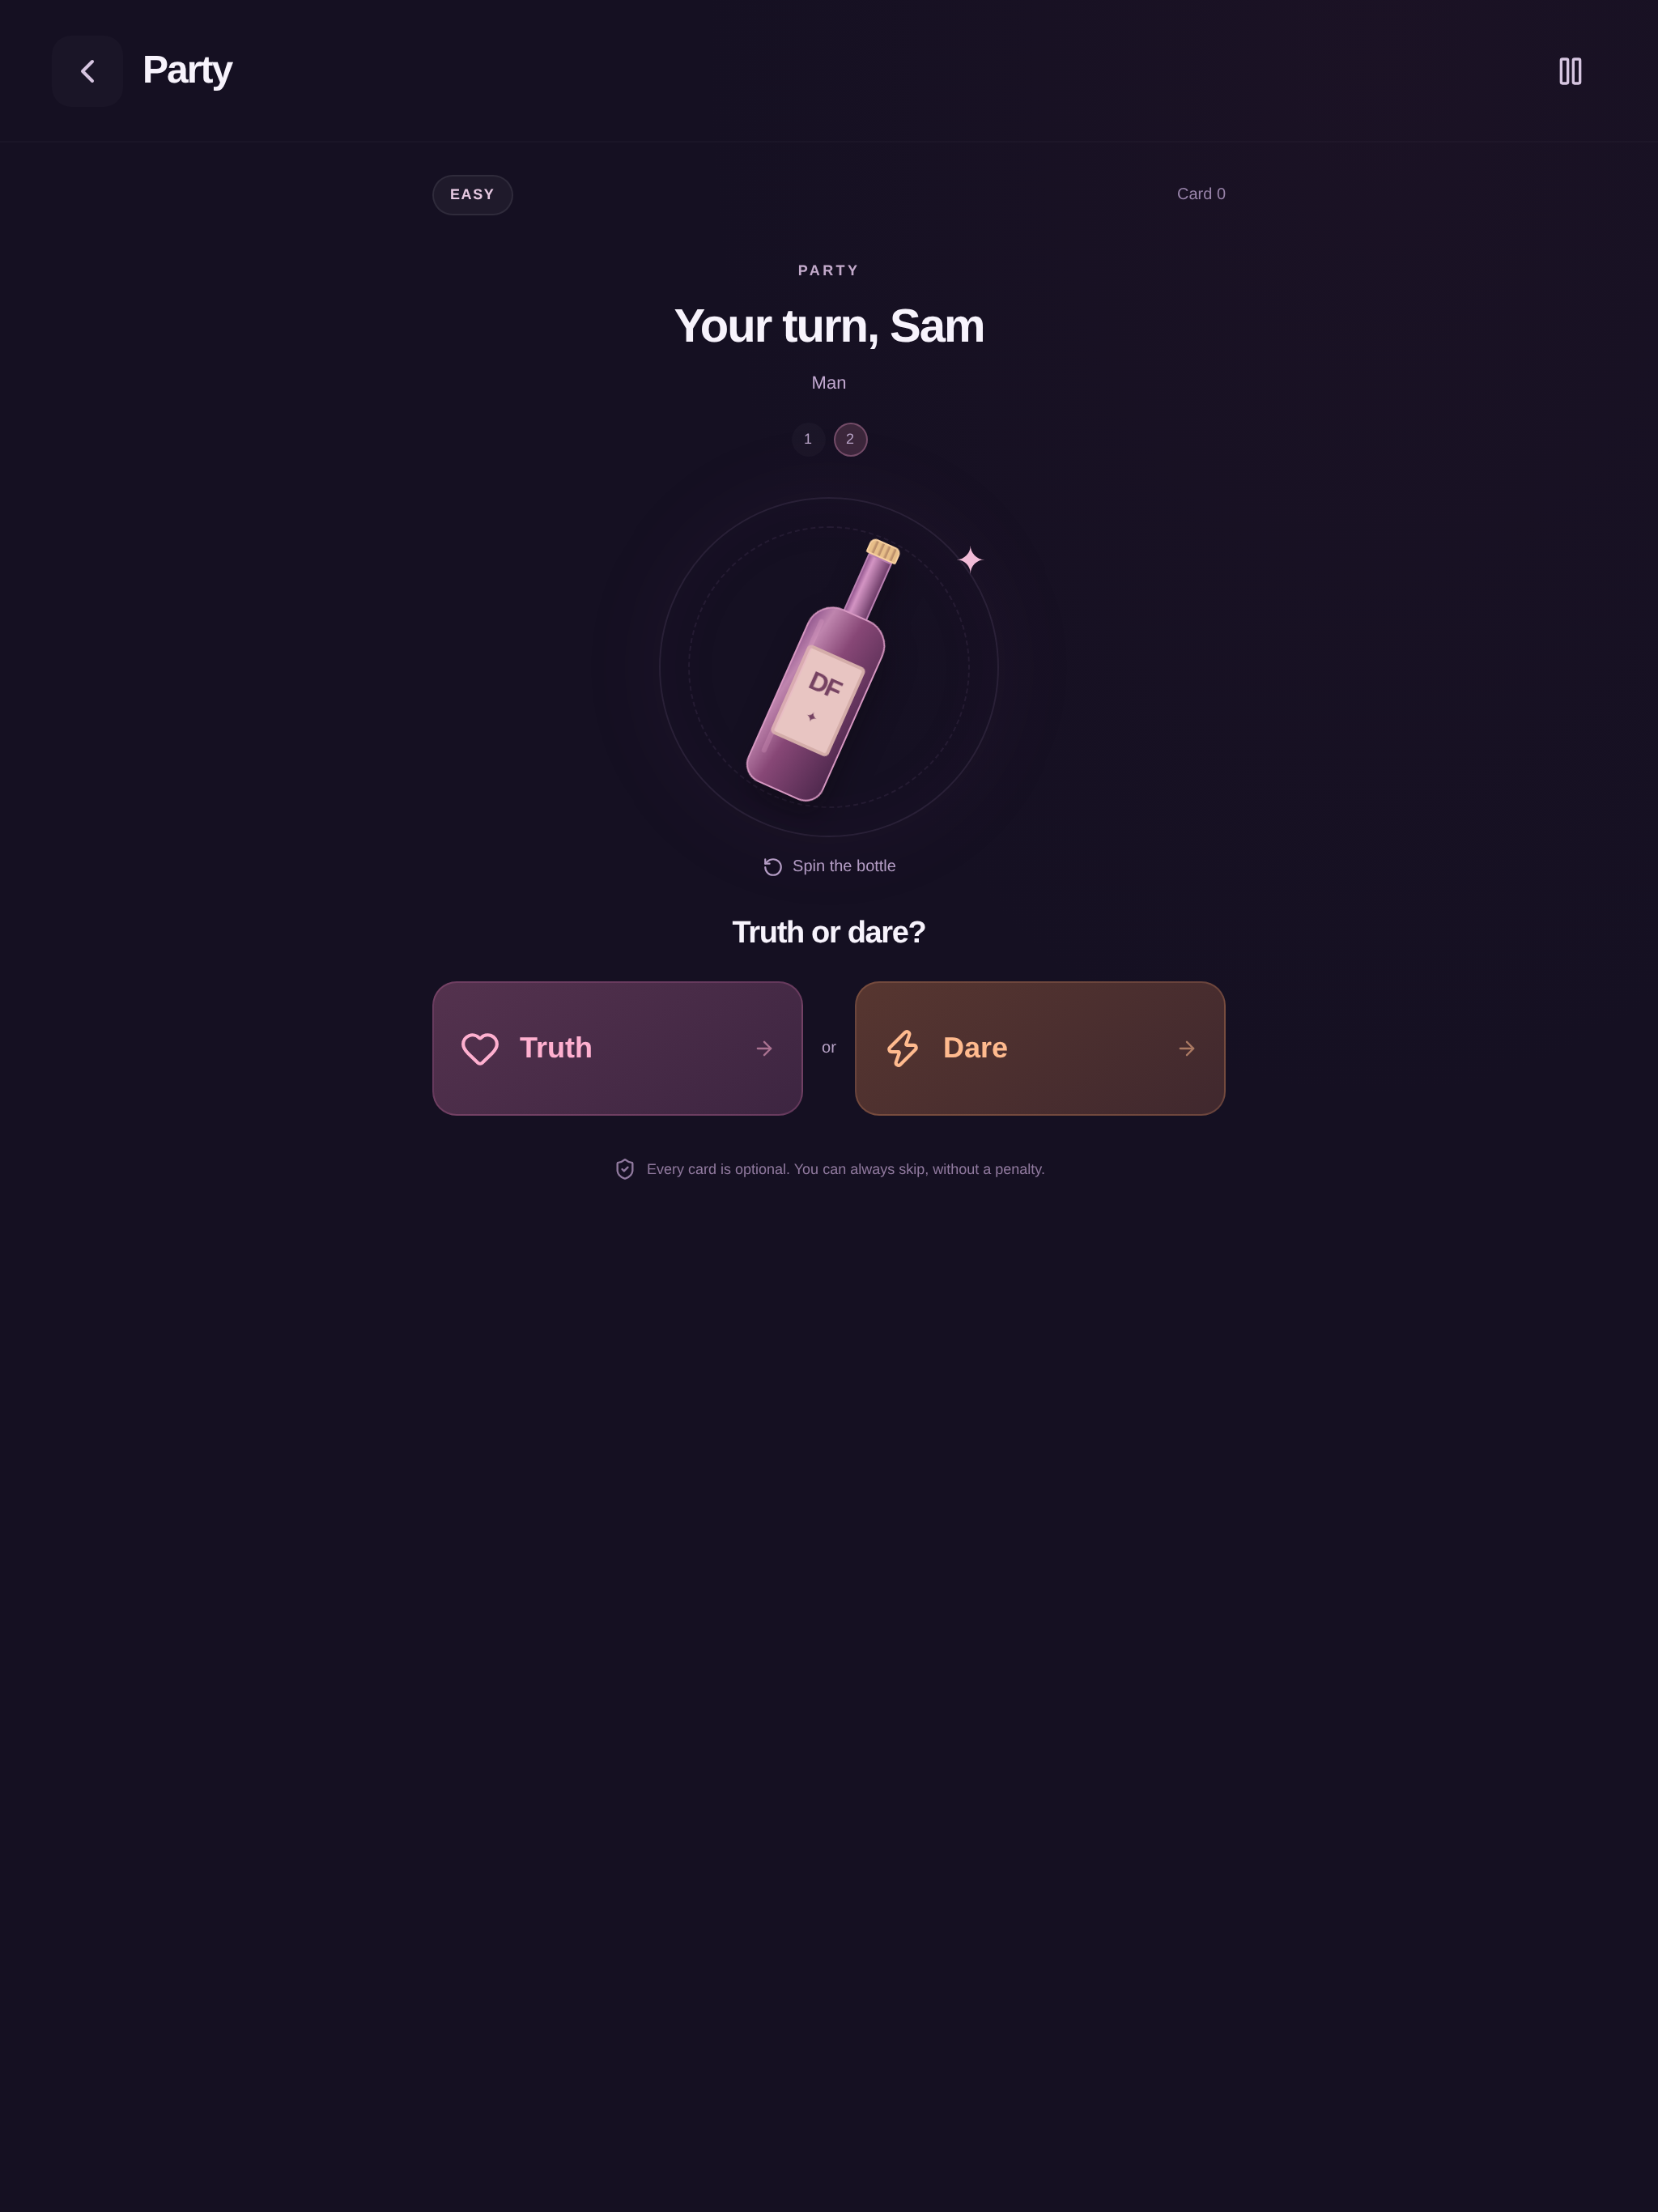 Party
EASY
Card 0
PARTY
Your turn, Sam
Man
1 2
DF
Spin the bottle
Truth or dare?
Truth or Dare
Every card is optional. You can always skip, without a penalty.